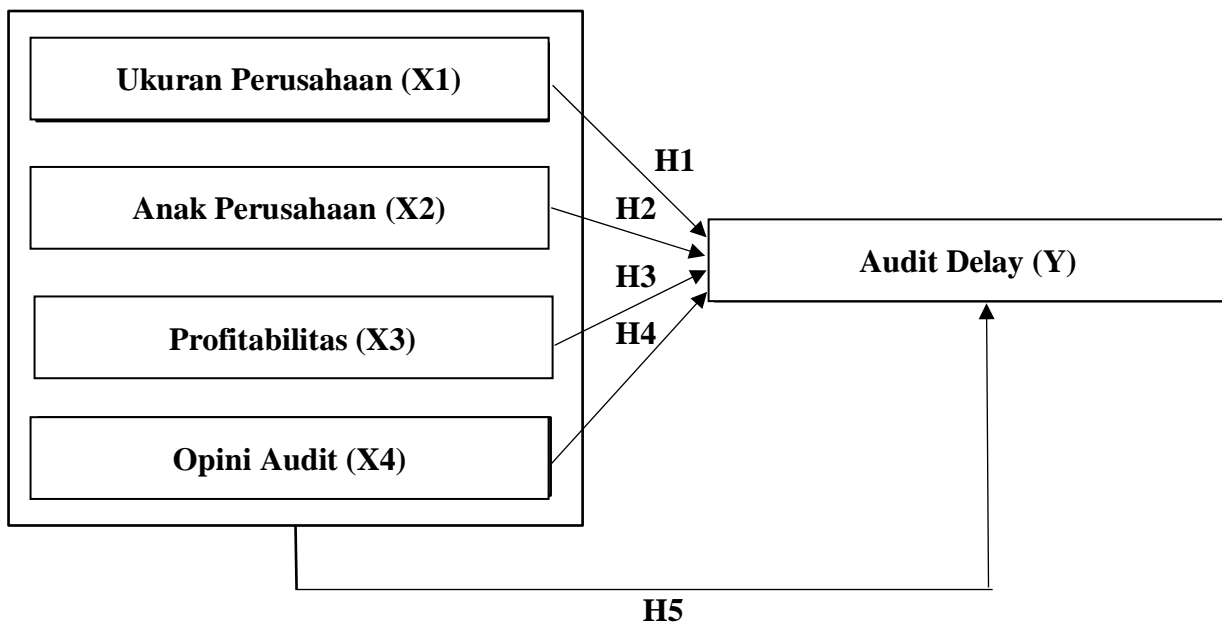 Ukuran Perusahaan (X1)
H1
Anak Perusahaan (X2)
H2
Audit Delay (Y)
H3
Profitabilitas (X3)
H4
Opini Audit (X4)
H5